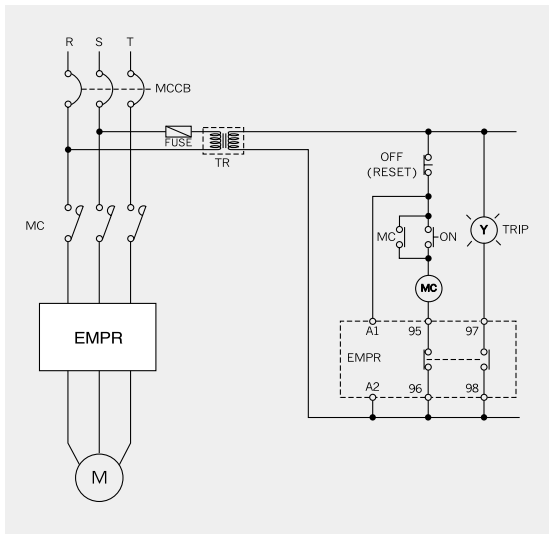 R S T
MCCB
FUSE
TR
OFF
(RESET)
MC
MC
ON
Y
TRIP
MC
EMPR
A1
95
97
EMPR
A2
96
98
M